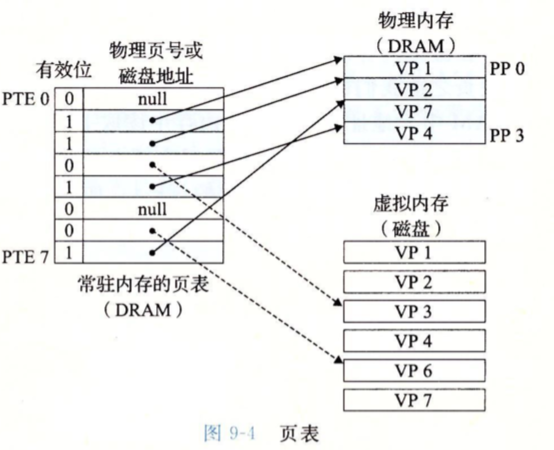 物理页号或
磁盘地址
有效位
PTE 0
0
null
1
1
0
1
0
null
0
PTE 7
1
常驻内存的页表
(DRAM)
物理内存
(DRAM)
VP 1
PP 0
VP 2
VP 7
VP 4
PP 3
虚拟内存
(磁盘)
VP 1
VP 2
VP 3
VP 4
VP 6
VP 7
图 9-4 页表